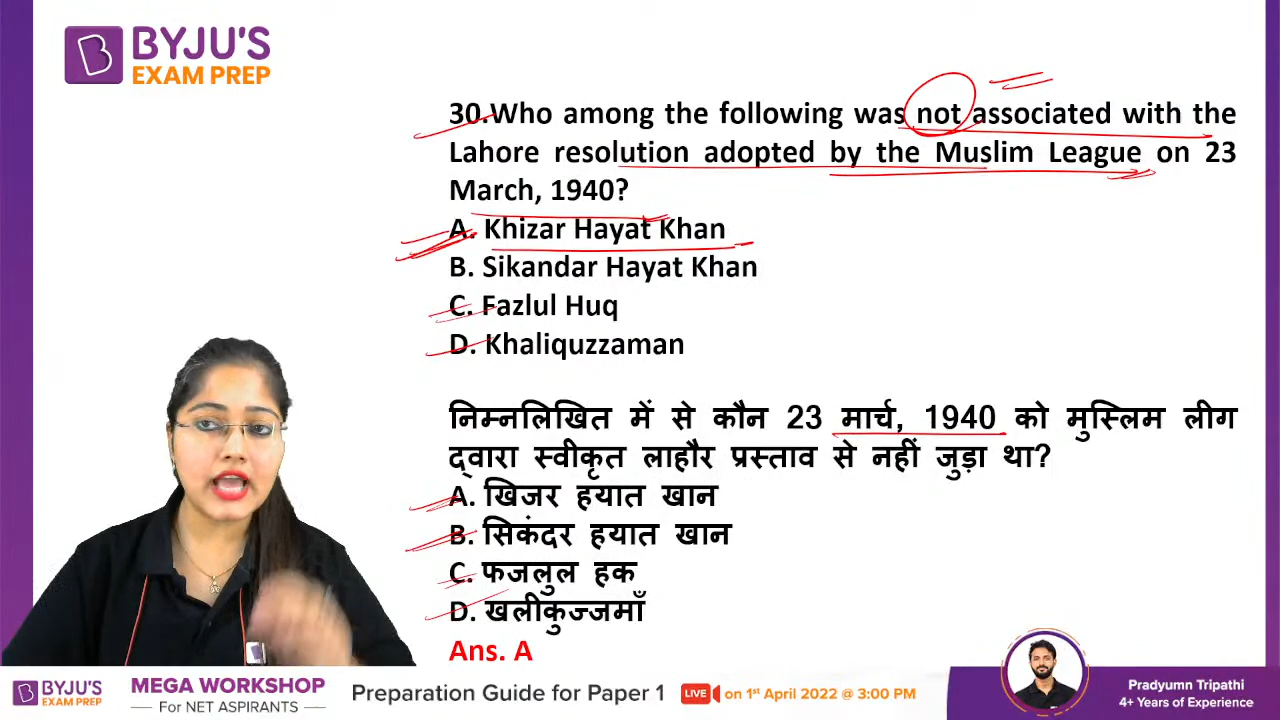 BYJU'S
EXAM PREP
30.Who among the following was not associated with the
Lahore resolution adopted by the Muslim League on 23
March, 1940?
A. Khizar Hayat Khan
B. Sikandar Hayat Khan
C. Fazlul Huq
D. Khaliquzzaman
निम्नलिखित में से कौन 23 मार्च, 1940 को मुस्लिम लीग
द्वारा स्वीकृत लाहौर प्रस्ताव से नहीं जुड़ा था?
A. खिजर हयात खान
B. सिकंदर हयात खान
C. फजलुल हक
D. खलीकुज्जमाँ
Ans. A
BYJU'S
EXAM PREP
MEGA WORKSHOP
For NET ASPIRANTS
Preparation Guide for Paper 1
LIVE on 1st April 2022 @ 3:00 PM
Pradyumn Tripathi
4+ Years of Experience